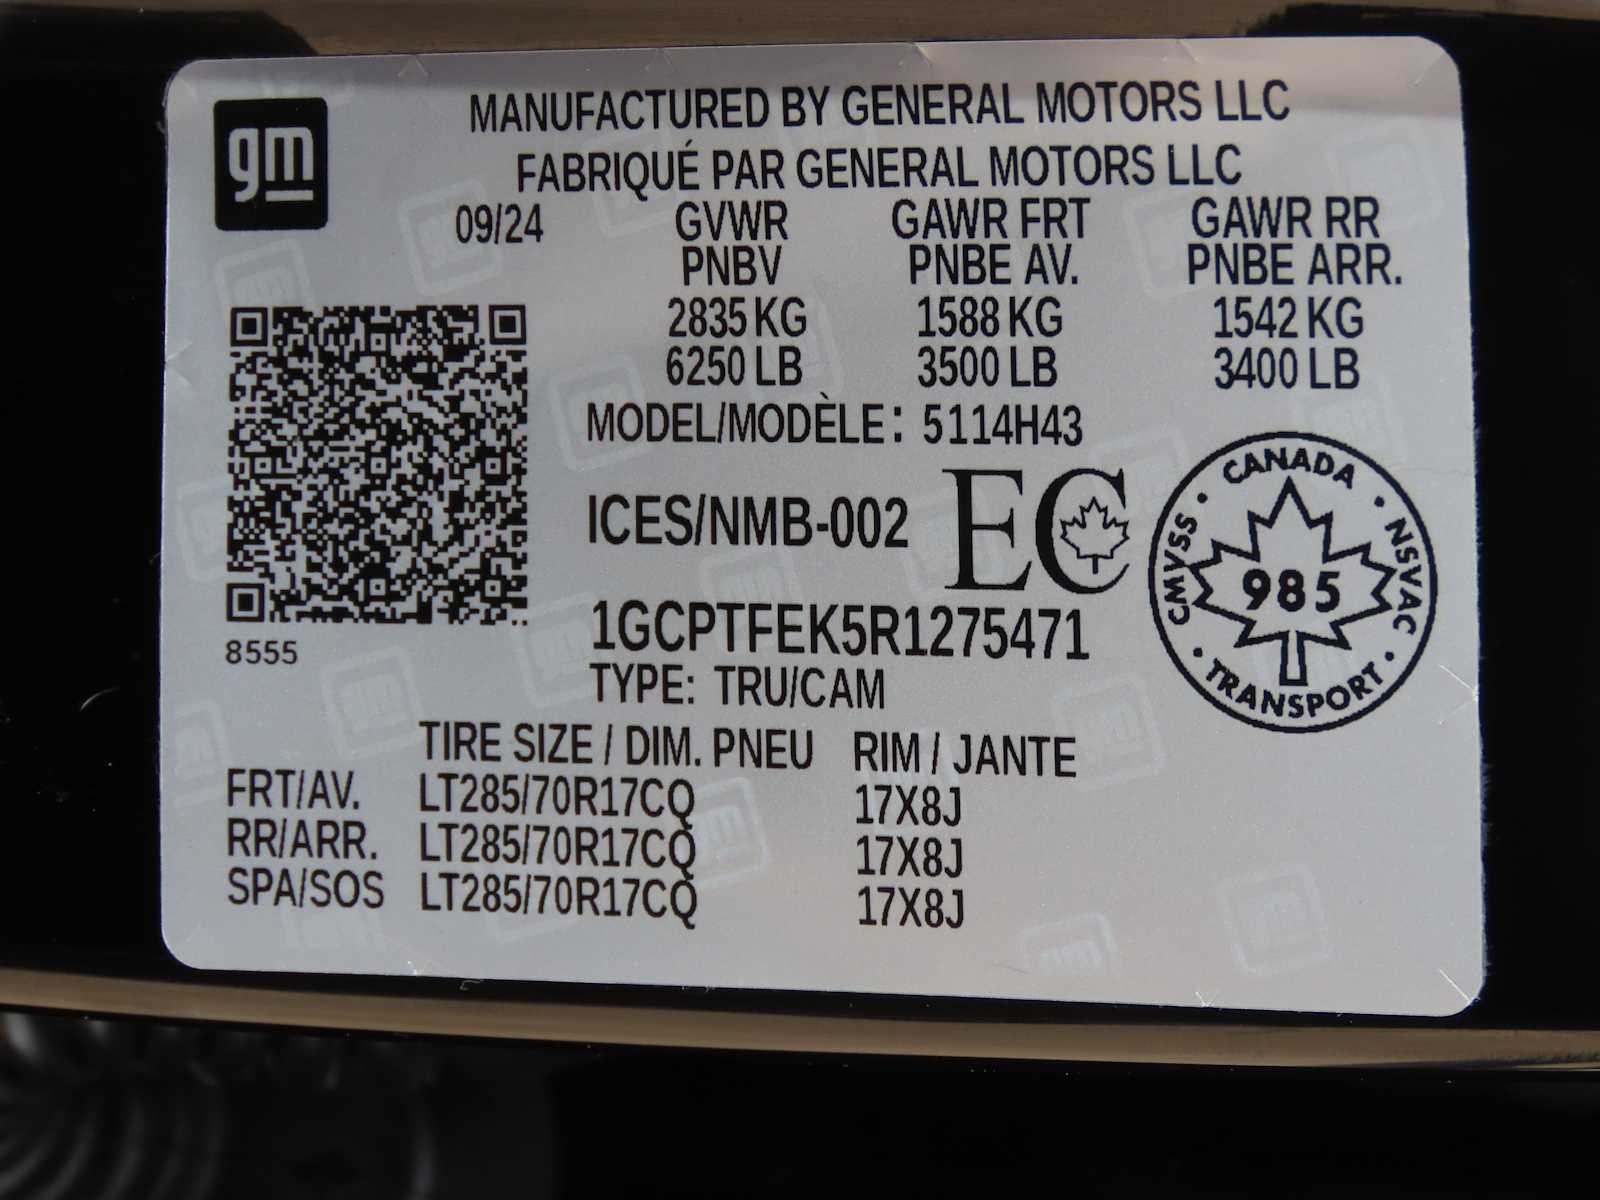 gm
MANUFACTURED BY GENERAL MOTORS LLC
FABRIQUÉ PAR GENERAL MOTORS LLC
09/24 GVWR GAWR FRT GAWR RR
PNBV PNBE AV. PNBE ARR.
2835 KG 1588 KG 1542 KG
6250 LB 3500 LB 3400 LB
MODEL/MODÈLE: 5114H43
ICES/NMB-002 EC
CANADA
CMVSS • 985 • NSVAC
• TRANSPORT •
1GCPTFEK5R1275471
8555
TYPE: TRU/CAM
TIRE SIZE / DIM. PNEU RIM / JANTE
FRT/AV. LT285/70R17CQ 17X8J
RR/ARR. LT285/70R17CQ 17X8J
SPA/SOS LT285/70R17CQ 17X8J